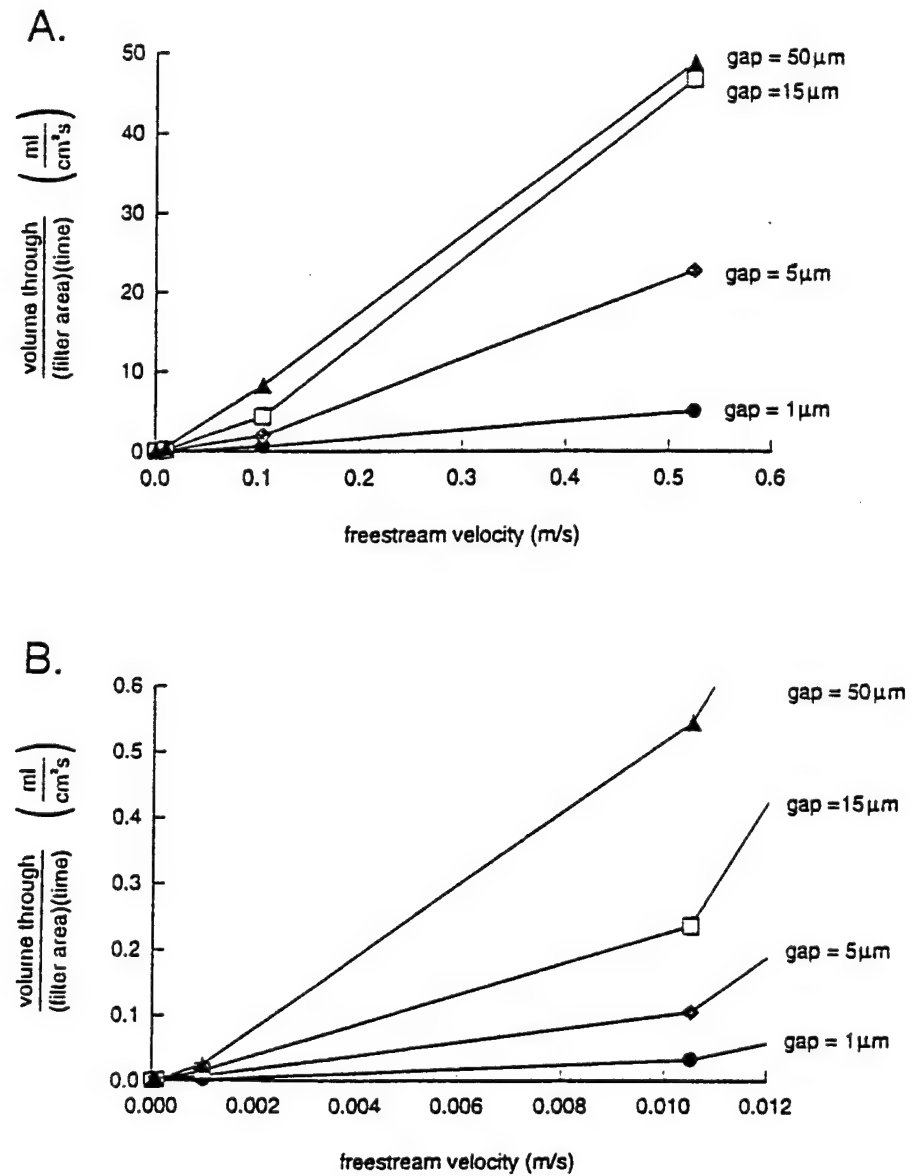 A.
50
40
30
20
10
0
volume through
(filter area)(time)
( ml
cm²s )
gap = 50μm
gap =15μm
gap = 5μm
gap = 1μm
0.0 0.1 0.2 0.3 0.4 0.5 0.6
freestream velocity (m/s)
B.
0.6
0.5
0.4
0.3
0.2
0.1
0.0
volume through
(filter area)(time)
( ml
cm²s )
gap = 50μm
gap =15μm
gap = 5μm
gap = 1μm
0.000 0.002 0.004 0.006 0.008 0.010 0.012
freestream velocity (m/s)